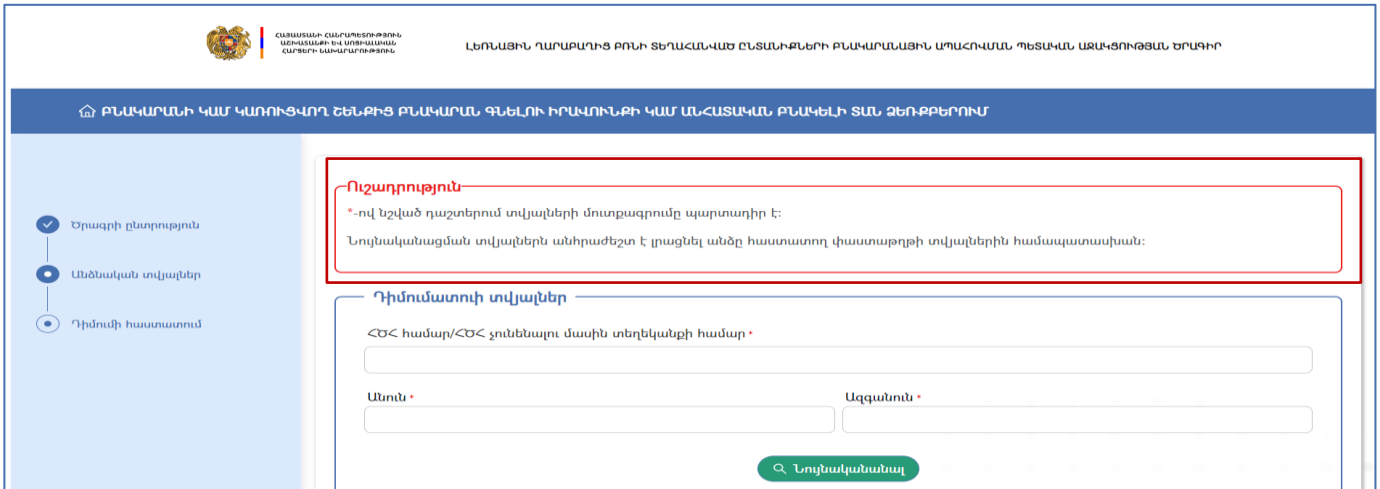 ՀԱՅԱՍՏԱՆԻ ՀԱՆՐԱՊԵՏՈՒԹՅՈՒՆ
ԱՇԽԱՏԱՆՔԻ ԵՎ ՍՈՑԻԱԼԱԿԱՆ
ՀԱՐՑԵՐԻ ՆԱԽԱՐԱՐՈՒԹՅՈՒՆ
ԼԵՌՆԱՅԻՆ ՂԱՐԱԲԱՂԻՑ ԲՌՆԻ ՏԵՂԱՀԱՆՎԱԾ ԸՆՏԱՆԻՔՆԵՐԻ ԲՆԱԿԱՐԱՆԱՅԻՆ ԱՊԱՀՈՎՄԱՆ ՊԵՏԱԿԱՆ ԱՋԱԿՑՈՒԹՅԱՆ ԾՐԱԳԻՐ
ԲՆԱԿԱՐԱՆԻ ԿԱՄ ԿԱՌՈՒՑՎՈՂ ՇԵՆՔԻՑ ԲՆԱԿԱՐԱՆ ԳՆԵԼՈՒ ԻՐԱՎՈՒՆՔԻ ԿԱՄ ԱՆՀԱՏԱԿԱՆ ԲՆԱԿԵԼԻ ՏԱՆ ՁԵՌՔԲԵՐՈՒՄ
Ծրագրի ընտրություն
Անձնական տվյալներ
Դիմումի հաստատում
Ուշադրություն
*-ով նշված դաշտերում տվյալների մուտքագրումը պարտադիր է:
Նույնականացման տվյալներն անհրաժեշտ է լրացնել անձը հաստատող փաստաթղթի տվյալներին համապատասխան:
Դիմումատուի տվյալներ
ՀԾՀ համար/ՀԾՀ չունենալու մասին տեղեկանքի համար *
Անուն * Ազգանուն *
Նույնականանալ